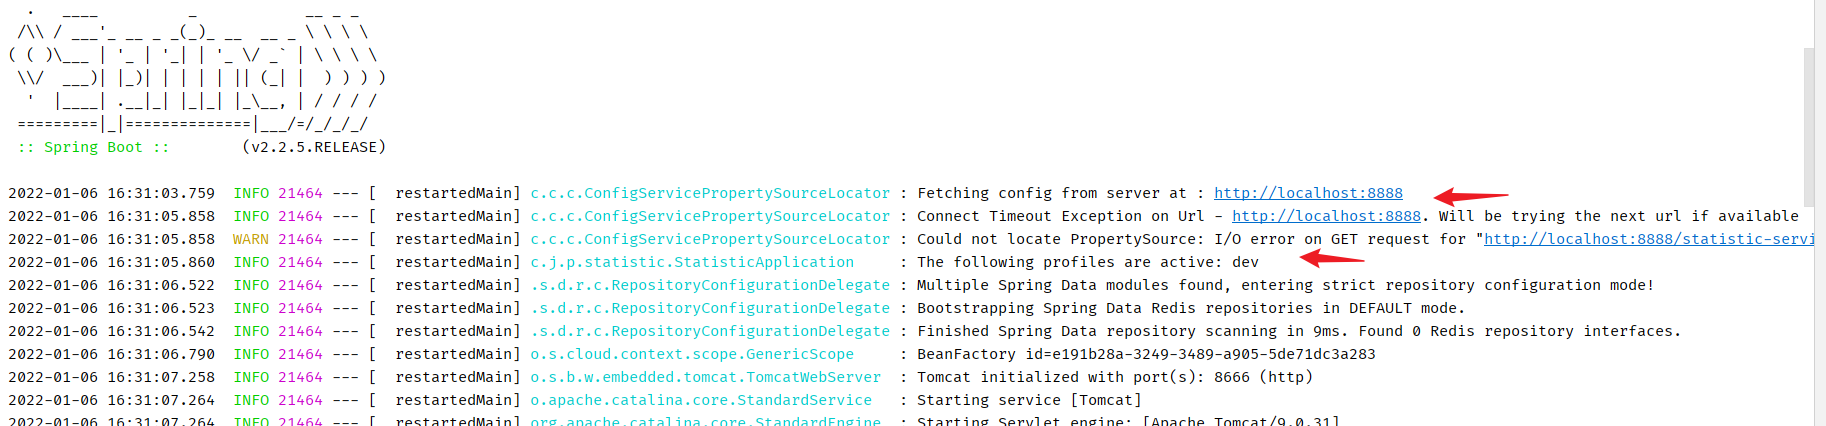 .   ____          _            __ _ _
 /\\ / ___'_ __ _ _(_)_ __  __ _ \ \ \ \
( ( )\___ | '_ | '_| | '_ \/ _` | \ \ \ \
 \\/  ___)| |_)| | | | | || (_| |  ) ) ) )
  '  |____| .__|_| |_|_| |_\__, | / / / /
 =========|_|==============|___/=/_/_/_/
 :: Spring Boot ::        (v2.2.5.RELEASE)
2022-01-06 16:31:03.759  INFO 21464 --- [  restartedMain] c.c.c.ConfigServicePropertySourceLocator : Fetching config from server at : http://localhost:8888
2022-01-06 16:31:05.858  INFO 21464 --- [  restartedMain] c.c.c.ConfigServicePropertySourceLocator : Connect Timeout Exception on Url - http://localhost:8888. Will be trying the next url if available
2022-01-06 16:31:05.858  WARN 21464 --- [  restartedMain] c.c.c.ConfigServicePropertySourceLocator : Could not locate PropertySource: I/O error on GET request for "http://localhost:8888/statistic-servi
2022-01-06 16:31:05.860  INFO 21464 --- [  restartedMain] c.j.p.statistic.StatisticApplication     : The following profiles are active: dev
2022-01-06 16:31:06.522  INFO 21464 --- [  restartedMain] .s.d.r.c.RepositoryConfigurationDelegate : Multiple Spring Data modules found, entering strict repository configuration mode!
2022-01-06 16:31:06.523  INFO 21464 --- [  restartedMain] .s.d.r.c.RepositoryConfigurationDelegate : Bootstrapping Spring Data Redis repositories in DEFAULT mode.
2022-01-06 16:31:06.542  INFO 21464 --- [  restartedMain] .s.d.r.c.RepositoryConfigurationDelegate : Finished Spring Data repository scanning in 9ms. Found 0 Redis repository interfaces.
2022-01-06 16:31:06.790  INFO 21464 --- [  restartedMain] o.s.cloud.context.scope.GenericScope     : BeanFactory id=e191b28a-3249-3489-a905-5de71dc3a283
2022-01-06 16:31:07.258  INFO 21464 --- [  restartedMain] o.s.b.w.embedded.tomcat.TomcatWebServer  : Tomcat initialized with port(s): 8666 (http)
2022-01-06 16:31:07.264  INFO 21464 --- [  restartedMain] o.apache.catalina.core.StandardService   : Starting service [Tomcat]
2022-01-06 16:31:07.264  INFO 21464 --- [  restartedMain] org.apache.catalina.core.StandardEngine  : Starting Servlet engine: [Apache Tomcat/9.0.31]